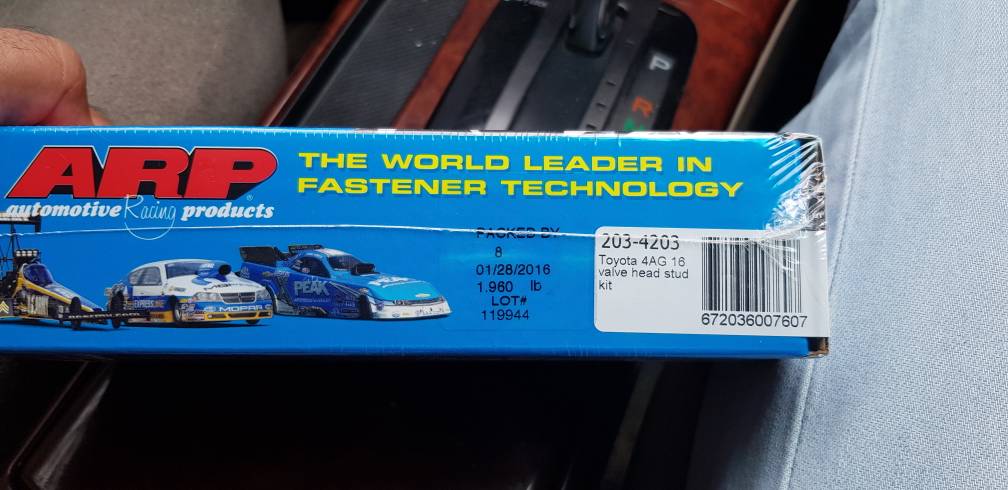 ARP
automotive Racing products
THE WORLD LEADER IN
FASTENER TECHNOLOGY
PACKED BY:
8
01/28/2016
1.960 lb
LOT#
119944
203-4203
Toyota 4AG 16
valve head stud
kit
672036007607
PEAK
MOPAR
P
R